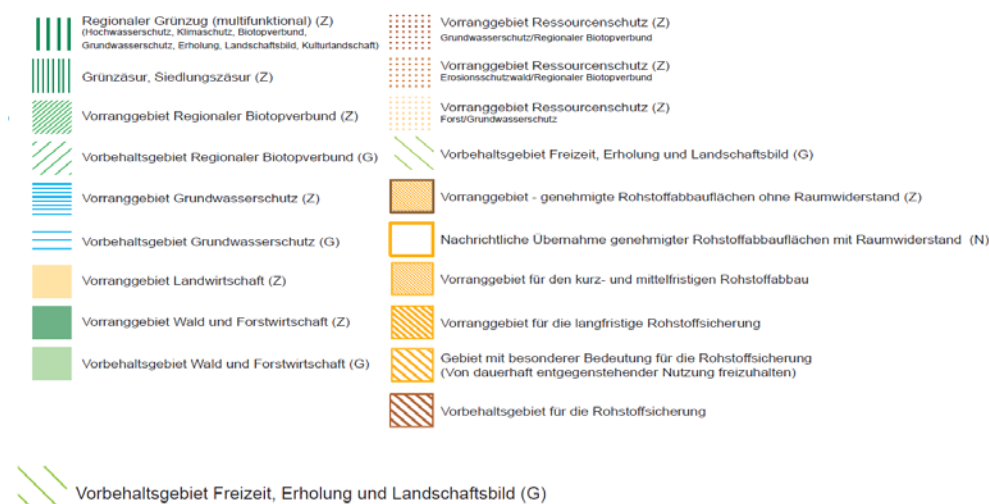 Regionaler Grünzug (multifunktional) (Z)
(Hochwasserschutz, Klimaschutz, Biotopverbund,
Grundwasserschutz, Erholung, Landschaftsbild, Kulturlandschaft)
Grünzäsur, Siedlungszäsur (Z)
Vorranggebiet Regionaler Biotopverbund (Z)
Vorbehaltsgebiet Regionaler Biotopverbund (G)
Vorranggebiet Grundwasserschutz (Z)
Vorbehaltsgebiet Grundwasserschutz (G)
Vorranggebiet Landwirtschaft (Z)
Vorranggebiet Wald und Forstwirtschaft (Z)
Vorbehaltsgebiet Wald und Forstwirtschaft (G)
Vorranggebiet Ressourcenschutz (Z)
Grundwasserschutz/Regionaler Biotopverbund
Vorranggebiet Ressourcenschutz (Z)
Erosionsschutzwald/Regionaler Biotopverbund
Vorranggebiet Ressourcenschutz (Z)
Forst/Grundwasserschutz
Vorbehaltsgebiet Freizeit, Erholung und Landschaftsbild (G)
Vorranggebiet - genehmigte Rohstoffabbauflächen ohne Raumwiderstand (Z)
Nachrichtliche Übernahme genehmigter Rohstoffabbauflächen mit Raumwiderstand (N)
Vorranggebiet für den kurz- und mittelfristigen Rohstoffabbau
Vorranggebiet für die langfristige Rohstoffsicherung
Gebiet mit besonderer Bedeutung für die Rohstoffsicherung
(Von dauerhaft entgegenstehender Nutzung freizuhalten)
Vorbehaltsgebiet für die Rohstoffsicherung
Vorbehaltsgebiet Freizeit, Erholung und Landschaftsbild (G)